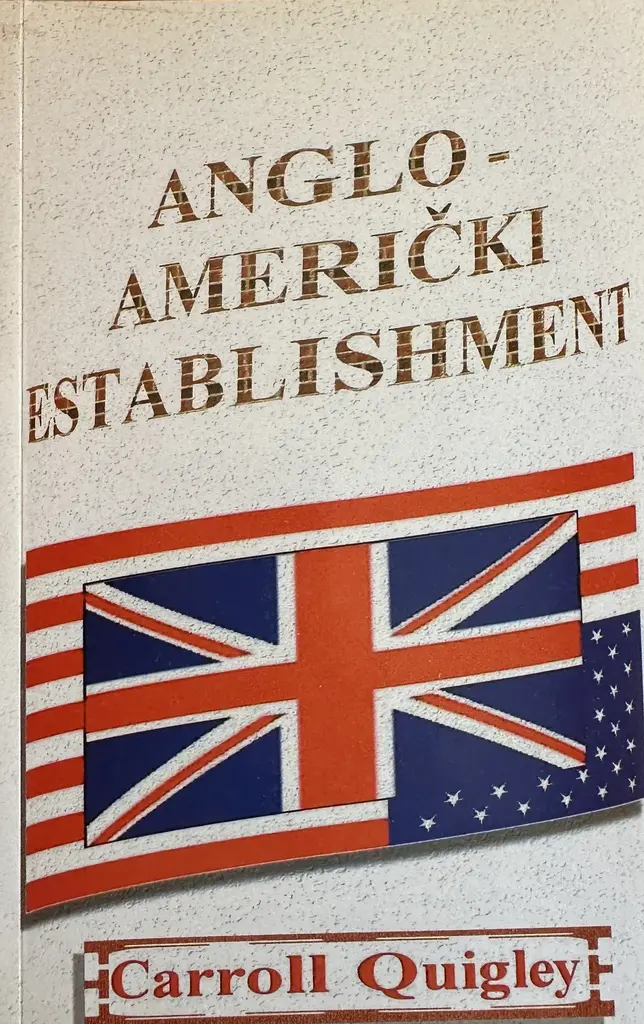 ANGLO -
AMERIČKI
ESTABLISHMENT
Carroll Quigley